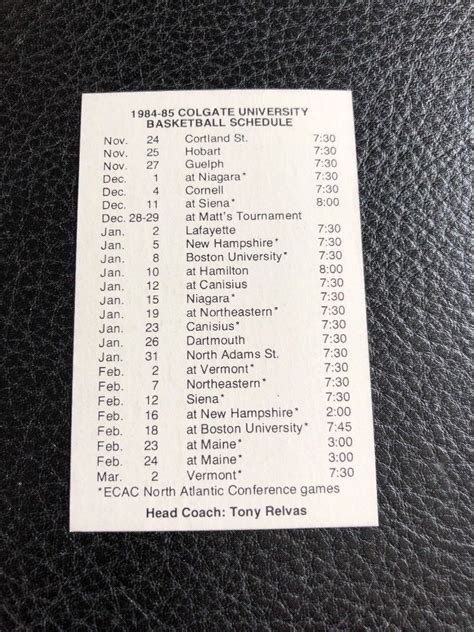 1984-85 COLGATE UNIVERSITY
BASKETBALL SCHEDULE
Nov. 24 Cortland St. 7:30
Nov. 25 Hobart 7:30
Nov. 27 Guelph 7:30
Dec. 1 at Niagara* 7:30
Dec. 4 Cornell 7:30
Dec. 11 at Siena* 8:00
Dec. 28-29 at Matt's Tournament
Jan. 2 Lafayette 7:30
Jan. 5 New Hampshire* 7:30
Jan. 8 Boston University* 7:30
Jan. 10 at Hamilton 8:00
Jan. 12 at Canisius 7:30
Jan. 15 Niagara* 7:30
Jan. 19 at Northeastern* 7:30
Jan. 23 Canisius* 7:30
Jan. 26 Dartmouth 7:30
Jan. 31 North Adams St. 7:30
Feb. 2 at Vermont* 7:30
Feb. 7 Northeastern* 7:30
Feb. 12 Siena* 7:30
Feb. 16 at New Hampshire* 2:00
Feb. 18 at Boston University* 7:45
Feb. 23 at Maine* 3:00
Feb. 24 at Maine* 3:00
Mar. 2 Vermont* 7:30
*ECAC North Atlantic Conference games
Head Coach: Tony Relvas